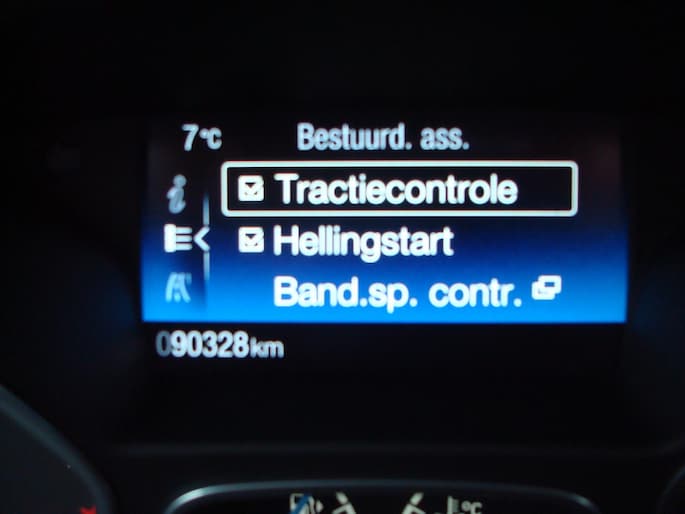 7°C Bestuurd. ass.
Tractiecontrole
Hellingstart
Band.sp. contr.
090328km
°C